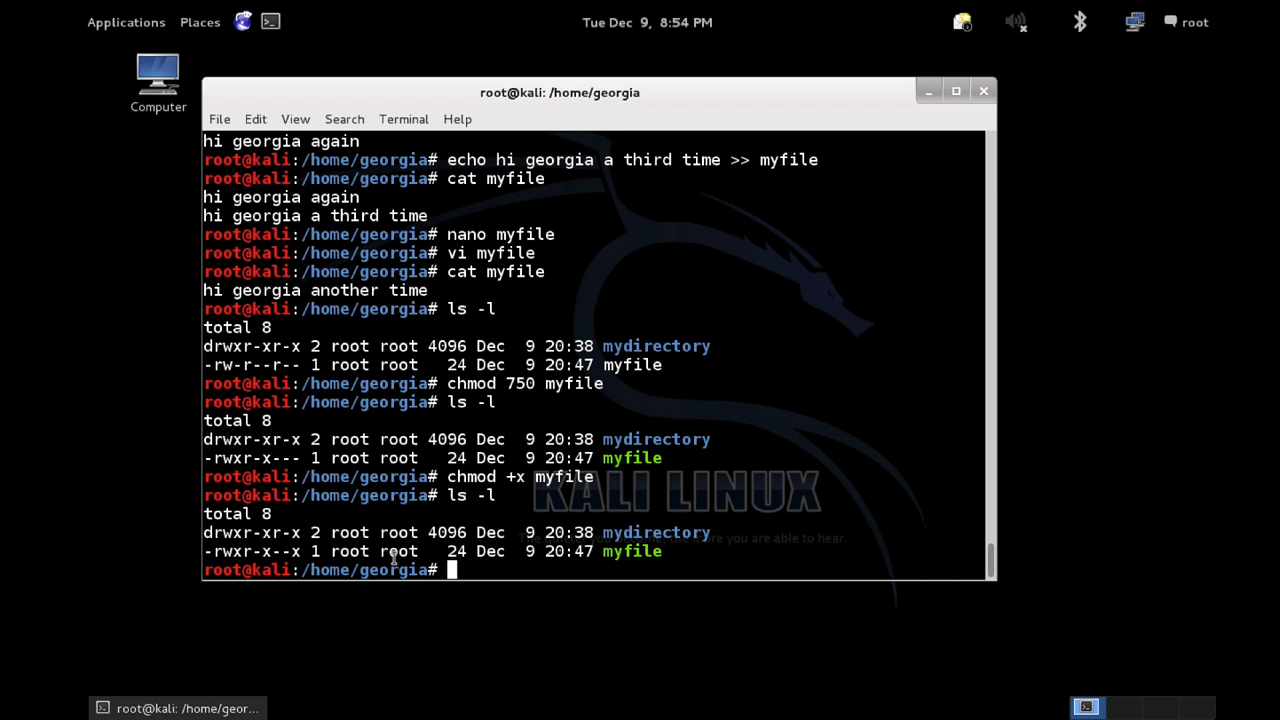 Applications Places Tue Dec 9, 8:54 PM root
Computer
root@kali: /home/georgia
File Edit View Search Terminal Help
hi georgia again
root@kali:/home/georgia# echo hi georgia a third time >> myfile
root@kali:/home/georgia# cat myfile
hi georgia again
hi georgia a third time
root@kali:/home/georgia# nano myfile
root@kali:/home/georgia# vi myfile
root@kali:/home/georgia# cat myfile
hi georgia another time
root@kali:/home/georgia# ls -l
total 8
drwxr-xr-x 2 root root 4096 Dec  9 20:38 mydirectory
-rw-r--r-- 1 root root   24 Dec  9 20:47 myfile
root@kali:/home/georgia# chmod 750 myfile
root@kali:/home/georgia# ls -l
total 8
drwxr-xr-x 2 root root 4096 Dec  9 20:38 mydirectory
-rwxr-x--- 1 root root   24 Dec  9 20:47 myfile
root@kali:/home/georgia# chmod +x myfile
root@kali:/home/georgia# ls -l
total 8
drwxr-xr-x 2 root root 4096 Dec  9 20:38 mydirectory
-rwxr-x--x 1 root root   24 Dec  9 20:47 myfile
root@kali:/home/georgia#
KALI LINUX
the more you are able to hear.
root@kali: /home/geor...